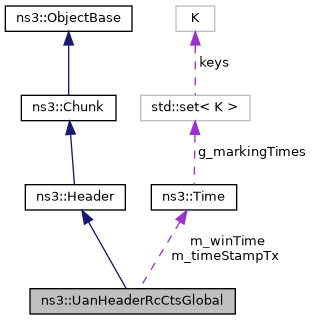 ns3::ObjectBase
K
keys
ns3::Chunk
std::set< K >
g_markingTimes
ns3::Header
ns3::Time
m_winTime
m_timeStampTx
ns3::UanHeaderRcCtsGlobal